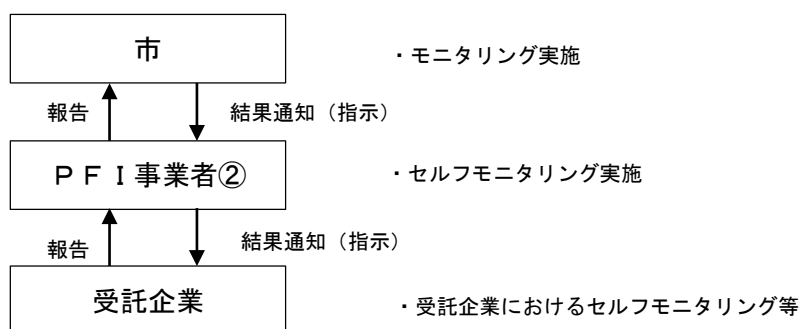 市
・モニタリング実施
報告
結果通知（指示）
ＰＦＩ事業者②
・セルフモニタリング実施
報告
結果通知（指示）
受託企業
・受託企業におけるセルフモニタリング等